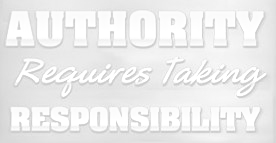 AUTHORITY
Requires Taking
RESPONSIBILITY